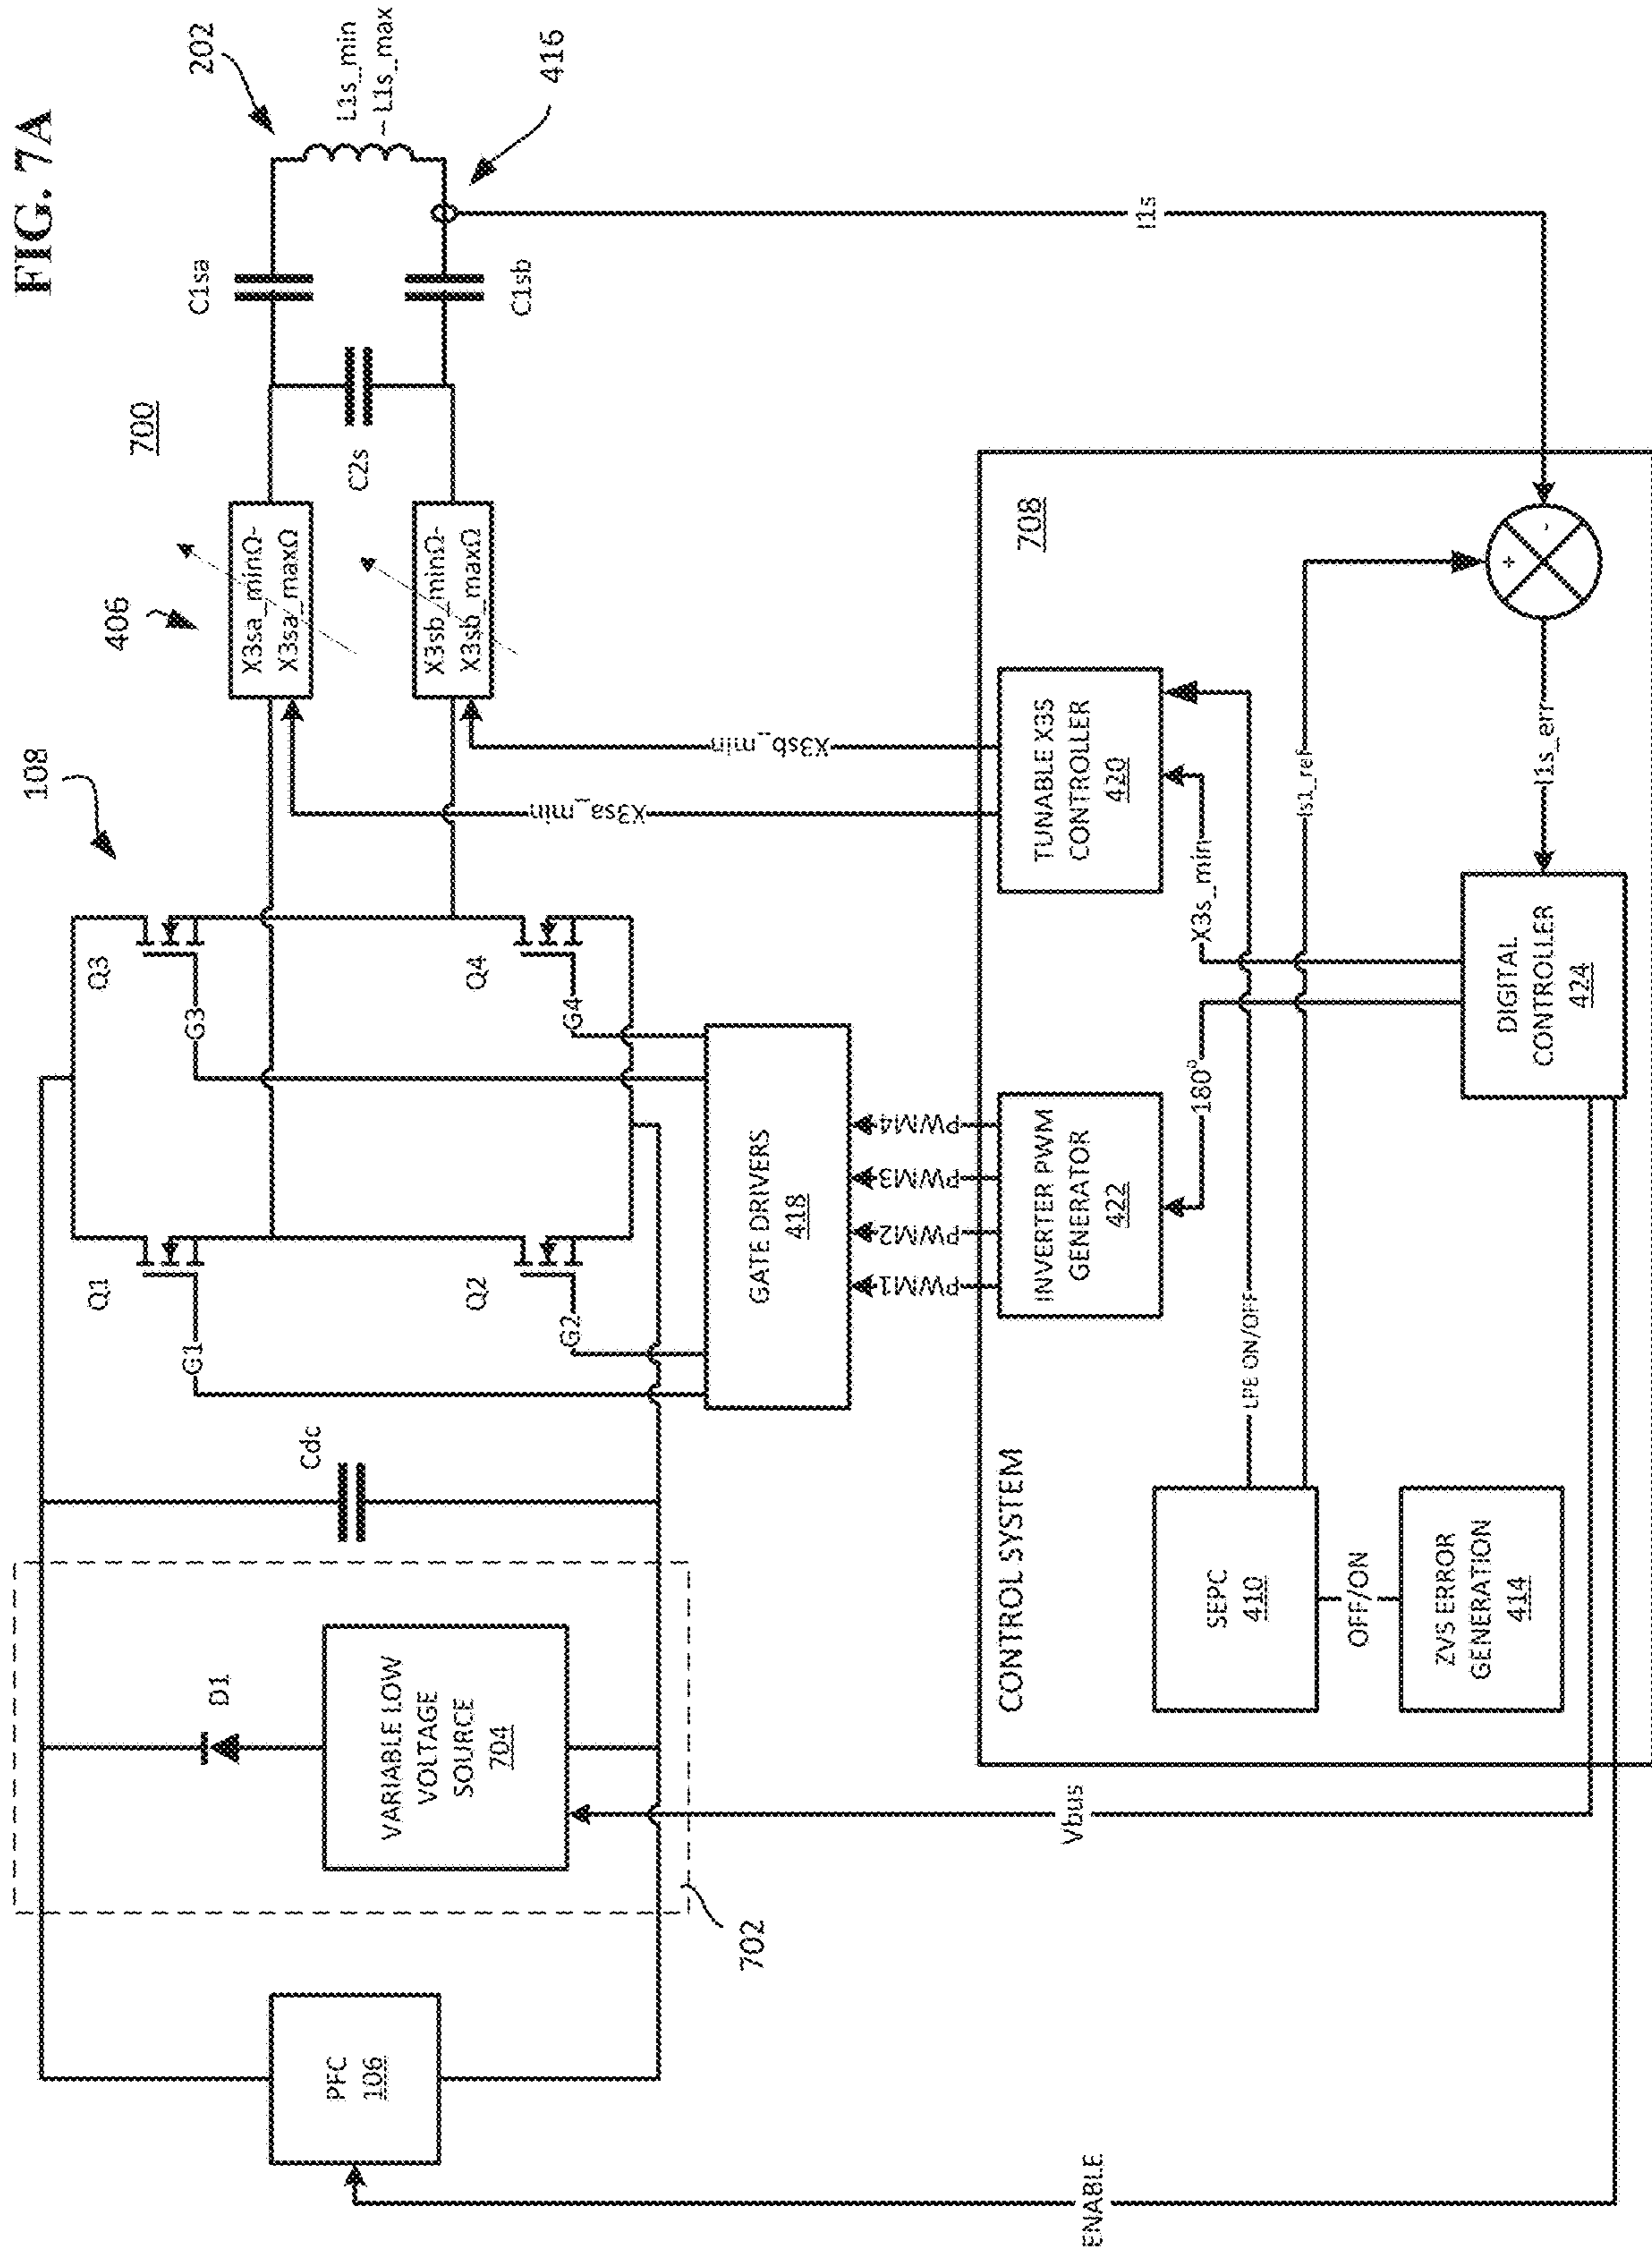 FIG. 7A
700
108
406
202
L1s_min
~ L1s_max
416
Q1
Q3
Q2
Q4
G1
G3
G2
G4
Cdc
D1
VARIABLE LOW
VOLTAGE
SOURCE
704
702
PFC
106
X3sa_minΩ-
X3sa_maxΩ
X3sb_minΩ-
X3sb_maxΩ
C2s
C1sa
C1sb
GATE DRIVERS
418
PWM1
PWM2
PWM3
PWM4
X3sa_min
X3sb_min
I1s
Vbus
ENABLE
CONTROL SYSTEM
708
INVERTER PWM
GENERATOR
422
TUNABLE X3S
CONTROLLER
420
SEPC
410
OFF/ON
ZVS ERROR
GENERATION
414
LPE ON/OFF
180°
X3s_min
Is1_ref
+
-
I1s_err
DIGITAL
CONTROLLER
424